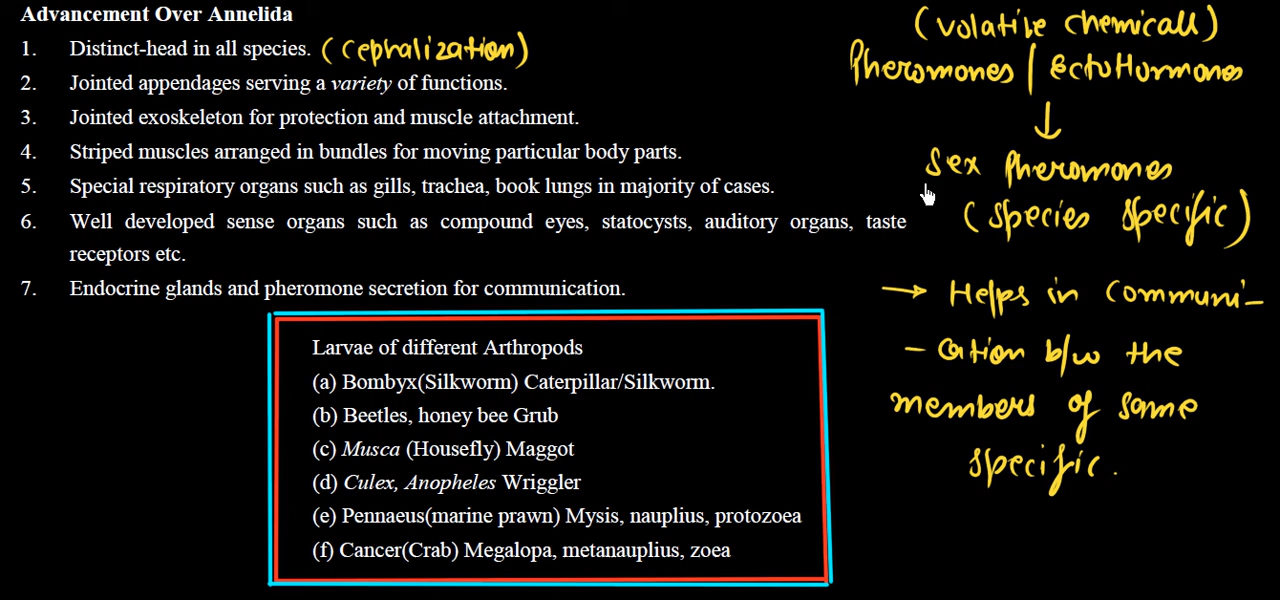 Advancement Over Annelida
1. Distinct-head in all species. (Cephalization)
2. Jointed appendages serving a variety of functions.
3. Jointed exoskeleton for protection and muscle attachment.
4. Striped muscles arranged in bundles for moving particular body parts.
5. Special respiratory organs such as gills, trachea, book lungs in majority of cases.
6. Well developed sense organs such as compound eyes, statocysts, auditory organs, taste
receptors etc.
7. Endocrine glands and pheromone secretion for communication.
Larvae of different Arthropods
(a) Bombyx(Silkworm) Caterpillar/Silkworm.
(b) Beetles, honey bee Grub
(c) Musca (Housefly) Maggot
(d) Culex, Anopheles Wriggler
(e) Pennaeus(marine prawn) Mysis, nauplius, protozoea
(f) Cancer(Crab) Megalopa, metanauplius, zoea
(Volatile chemicall)
Pheromones | EctoHormones
↓
Sex Pheromones
(Species Specific)
→ Helps in Communi-
- cation b/w the
members of same
specific.